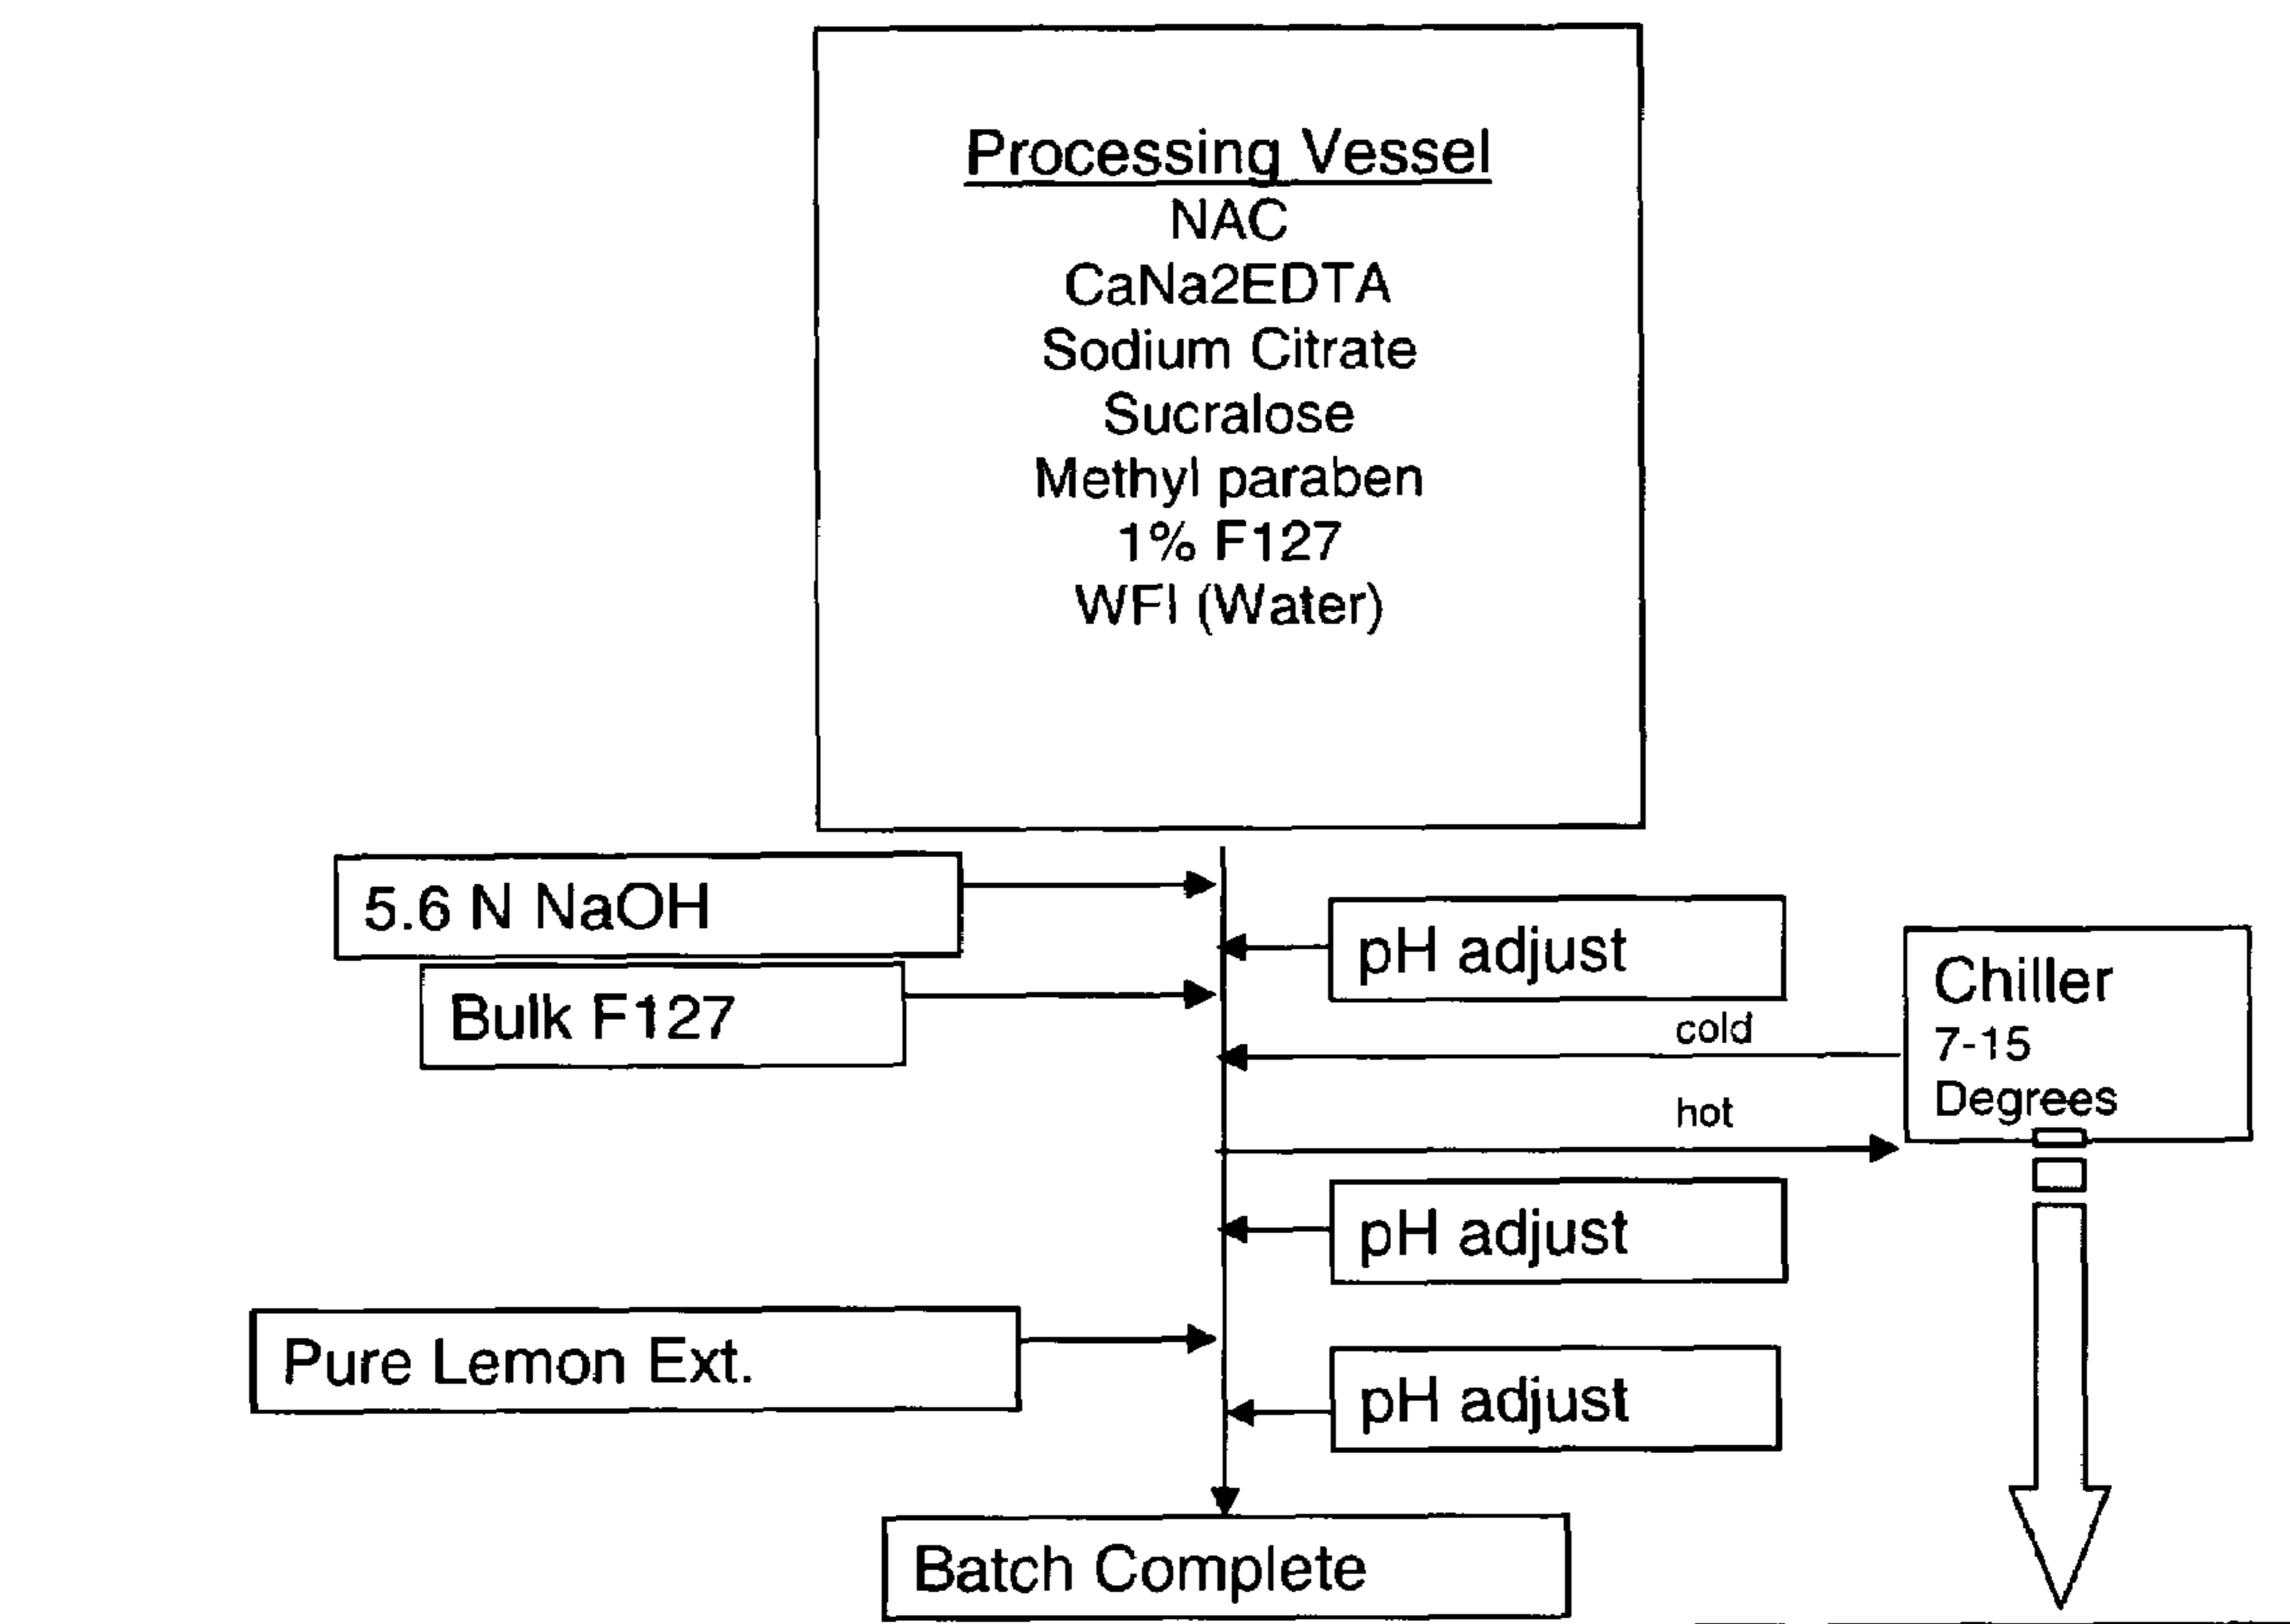 Processing Vessel
NAC
CaNa2EDTA
Sodium Citrate
Sucralose
Methyl paraben
1% F127
WFI (Water)
5.6 N NaOH
pH adjust
Bulk F127
Chiller
7-15
Degrees
cold
hot
pH adjust
Pure Lemon Ext.
pH adjust
Batch Complete